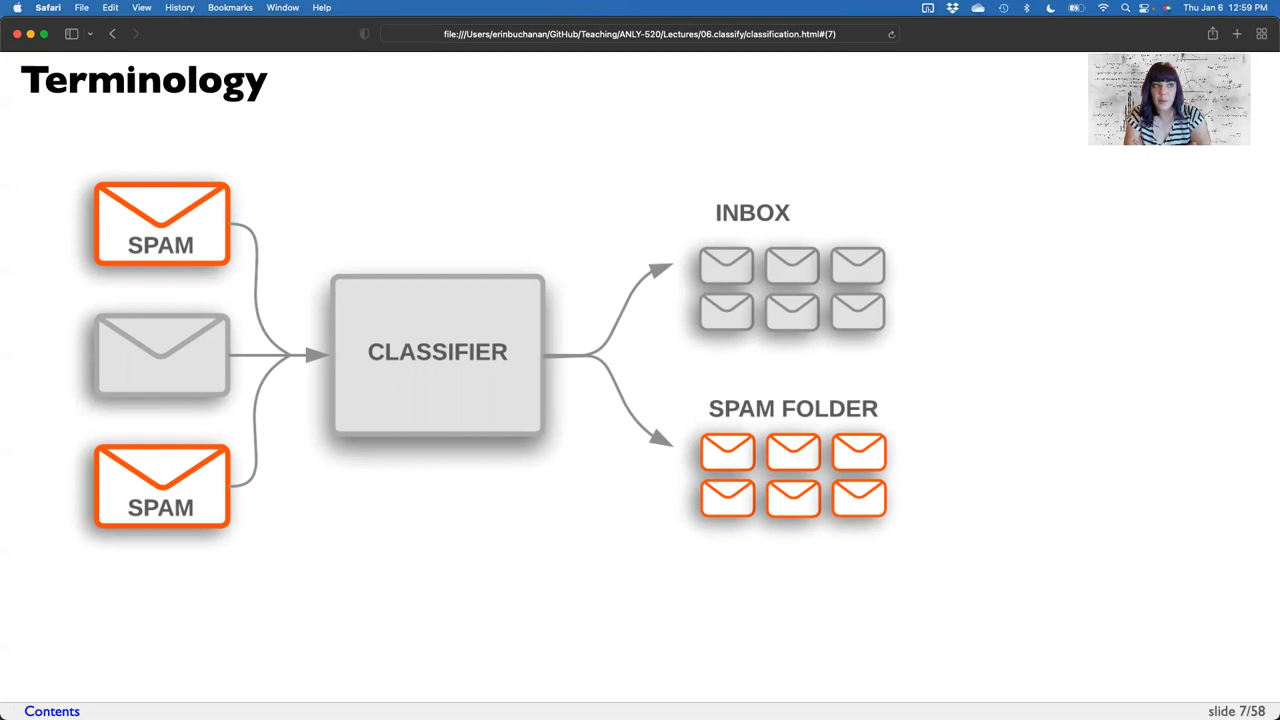 Safari File Edit View History Bookmarks Window Help Thu Jan 6 12:59 PM
file:///Users/erinbuchanan/GitHub/Teaching/ANLY-520/Lectures/06.classify/classification.html#(7)
Terminology
SPAM
SPAM
CLASSIFIER
INBOX
SPAM FOLDER
Contents
slide 7/58